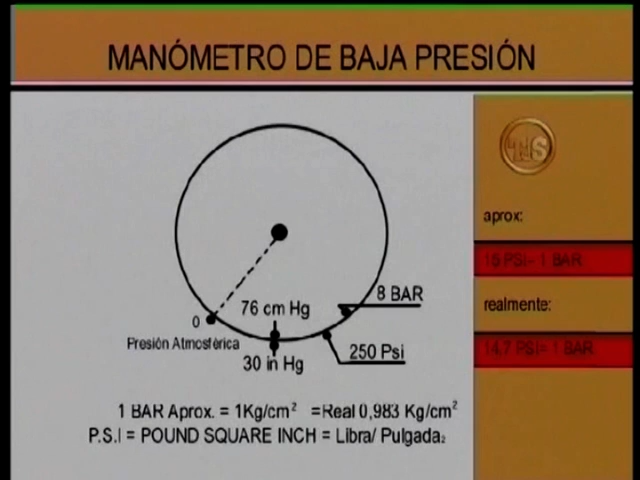 MANÓMETRO DE BAJA PRESIÓN
TIS
aprox:
15 PSI= 1 BAR
realmente:
14,7 PSI= 1 BAR
76 cm Hg
8 BAR
0
Presión Atmosférica
30 in Hg
250 Psi
1 BAR Aprox. = 1Kg/cm² =Real 0,983 Kg/cm²
P.S.I = POUND SQUARE INCH = Libra/ Pulgada₂